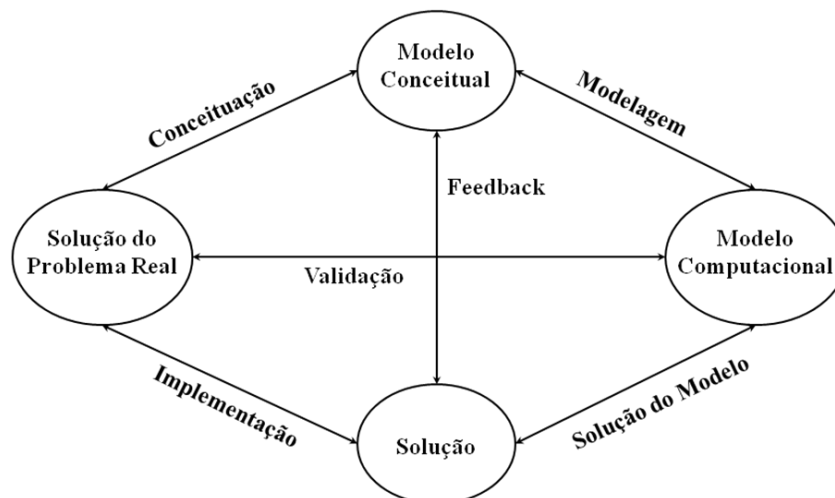 Modelo
Conceitual
Conceituação
Modelagem
Feedback
Solução do
Problema Real
Modelo
Computacional
Validação
Implementação
Solução do Modelo
Solução